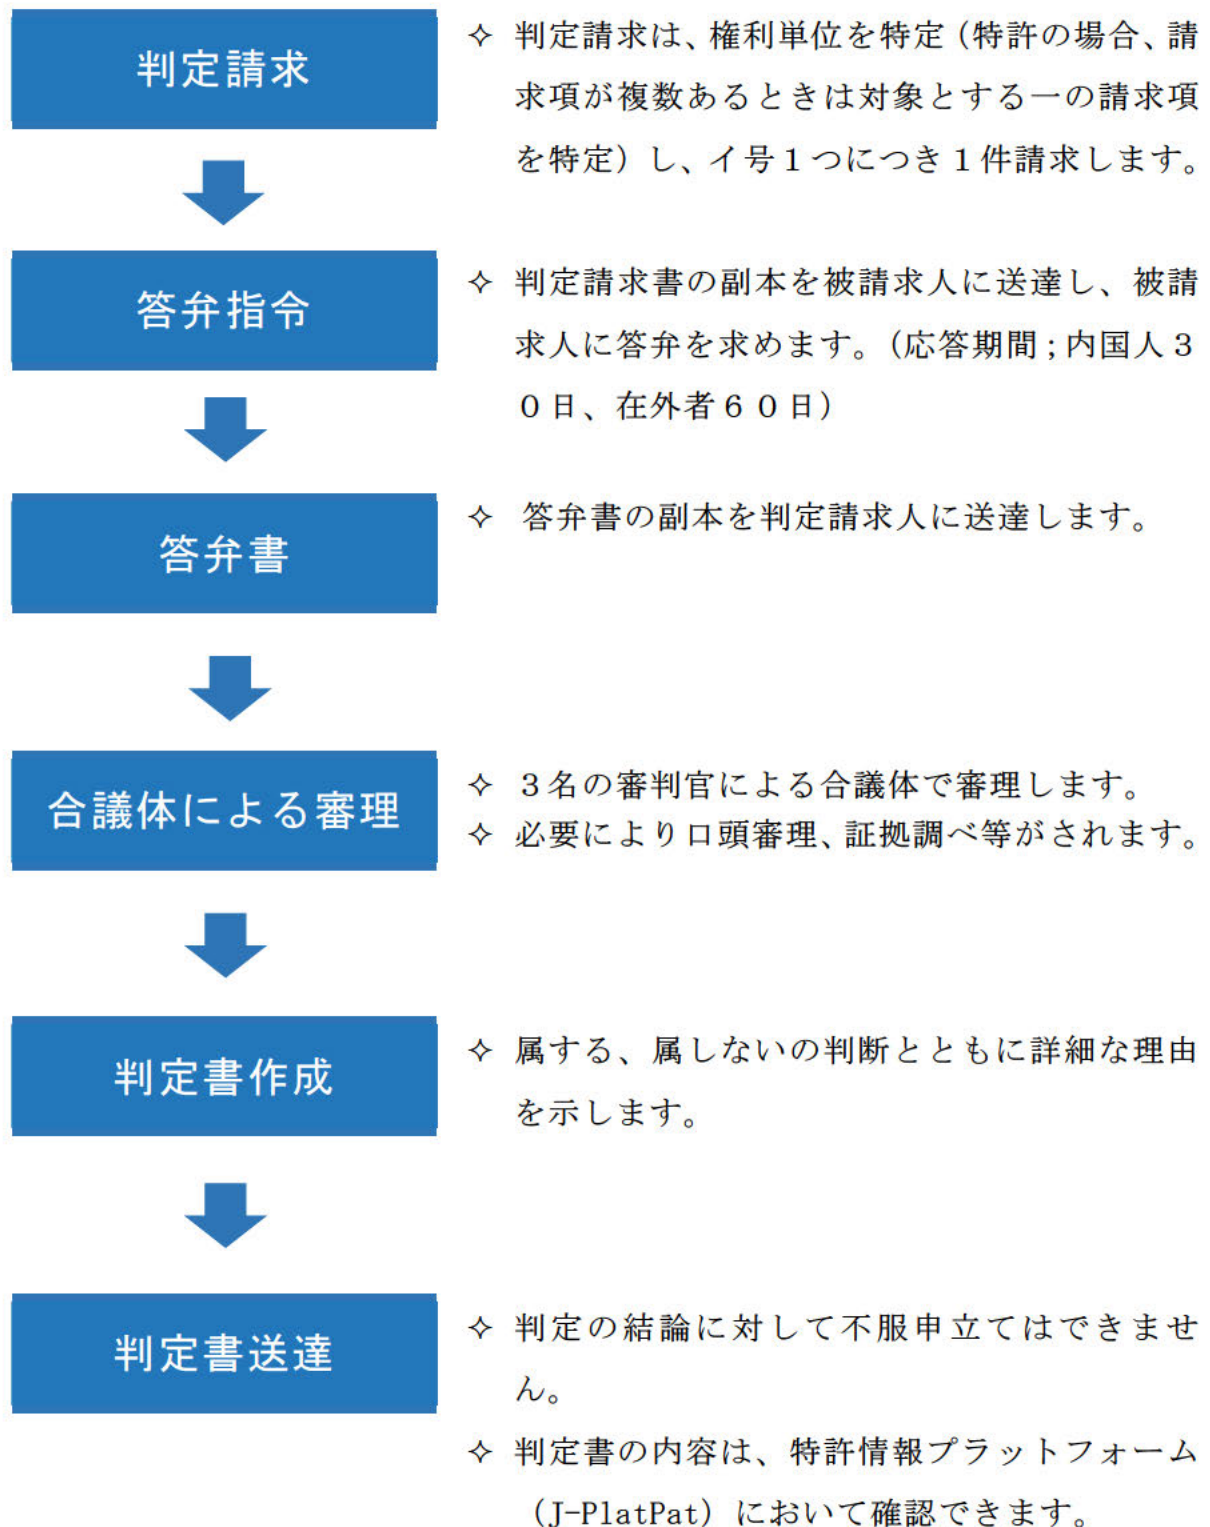 判定請求
✧ 判定請求は、権利単位を特定（特許の場合、請
求項が複数あるときは対象とする一の請求項
を特定）し、イ号１つにつき１件請求します。
答弁指令
✧ 判定請求書の副本を被請求人に送達し、被請
求人に答弁を求めます。（応答期間；内国人３
０日、在外者６０日）
答弁書
✧ 答弁書の副本を判定請求人に送達します。
合議体による審理
✧ ３名の審判官による合議体で審理します。
✧ 必要により口頭審理、証拠調べ等がされます。
判定書作成
✧ 属する、属しないの判断とともに詳細な理由
を示します。
判定書送達
✧ 判定の結論に対して不服申立てはできませ
ん。
✧ 判定書の内容は、特許情報プラットフォーム
（J-PlatPat）において確認できます。